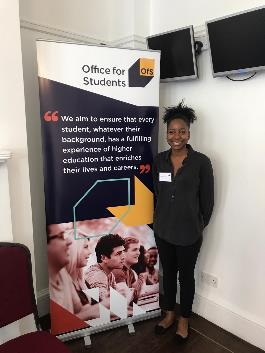 Office for
Students
OfS
“We aim to ensure that every
student, whatever their
background, has a fulfilling
experience of higher
education that enriches
their lives and careers.”